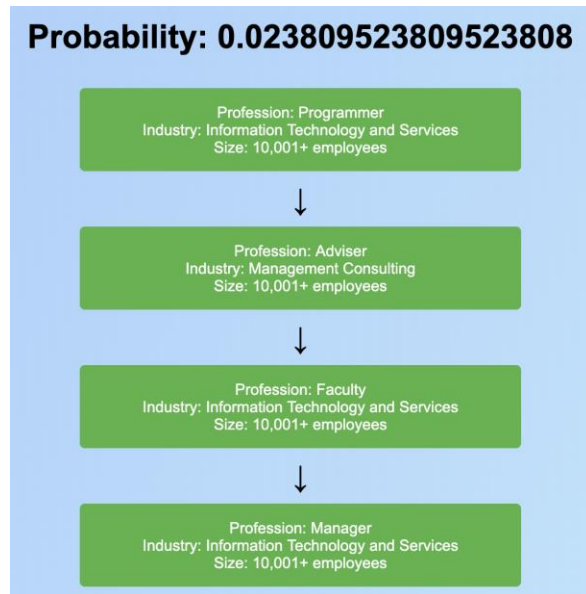 Probability: 0.023809523809523808
Profession: Programmer
Industry: Information Technology and Services
Size: 10,001+ employees
↓
Profession: Adviser
Industry: Management Consulting
Size: 10,001+ employees
↓
Profession: Faculty
Industry: Information Technology and Services
Size: 10,001+ employees
↓
Profession: Manager
Industry: Information Technology and Services
Size: 10,001+ employees